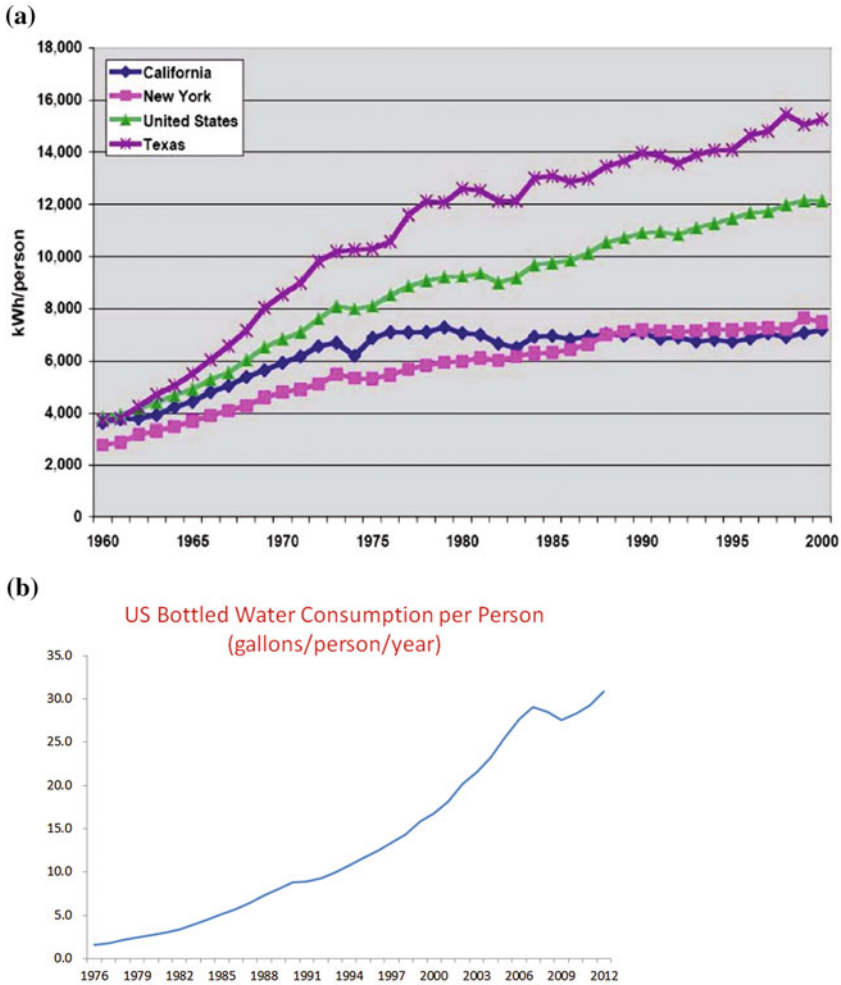 (a)
18,000
16,000
14,000
12,000
10,000
8,000
6,000
4,000
2,000
0
kWh/person
California
New York
United States
Texas
1960 1965 1970 1975 1980 1985 1990 1995 2000
(b)
US Bottled Water Consumption per Person
(gallons/person/year)
35.0
30.0
25.0
20.0
15.0
10.0
5.0
0.0
1976 1979 1982 1985 1988 1991 1994 1997 2000 2003 2006 2009 2012